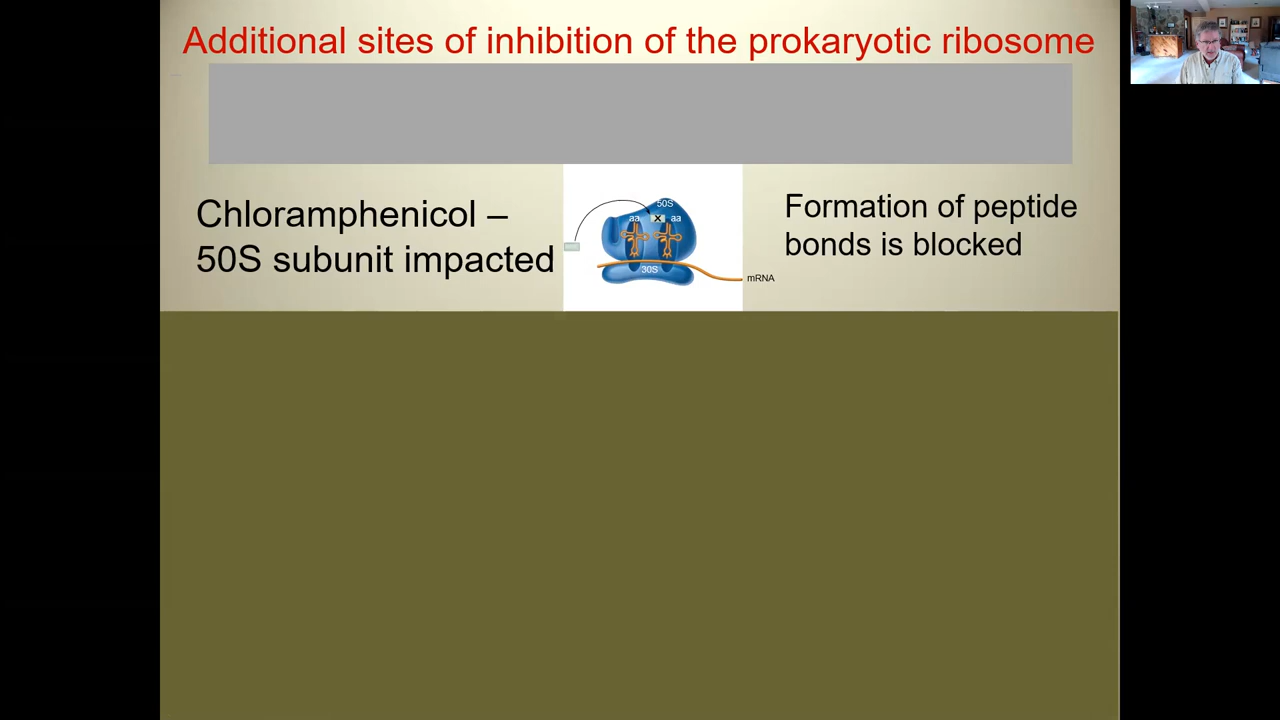 Additional sites of inhibition of the prokaryotic ribosome
Chloramphenicol –
50S subunit impacted
50S
aa
X
aa
30S
mRNA
Formation of peptide
bonds is blocked